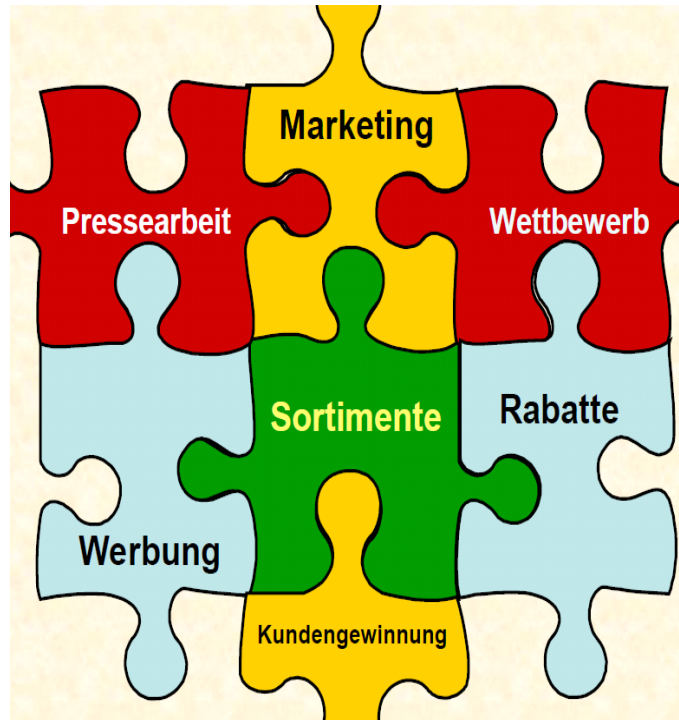 Marketing
Pressearbeit
Wettbewerb
Sortimente
Rabatte
Werbung
Kundengewinnung